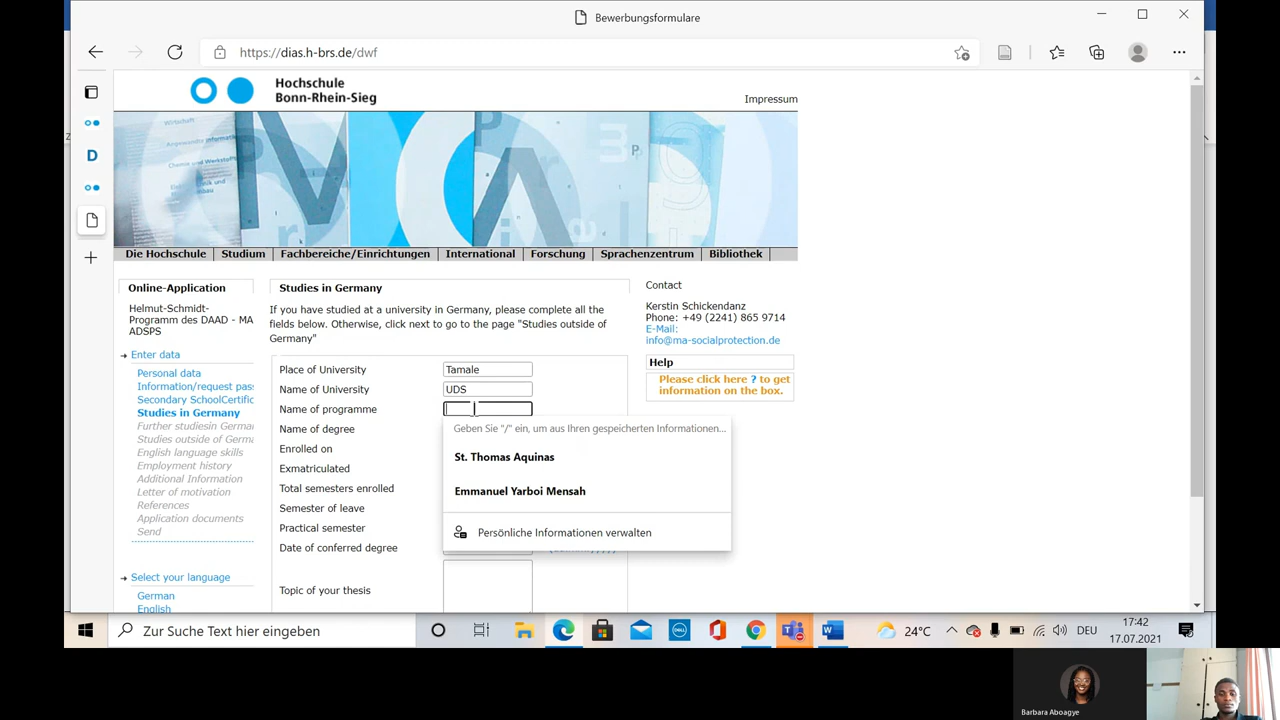 Bewerbungsformulare
https://dias.h-brs.de/dwf
Hochschule
Bonn-Rhein-Sieg
Impressum
Die Hochschule
Studium
Fachbereiche/Einrichtungen
International
Forschung
Sprachenzentrum
Bibliothek
Online-Application
Helmut-Schmidt-
Programm des DAAD - MA
ADSPS
Enter data
Personal data
Information/request pas
Secondary SchoolCertific
Studies in Germany
Further studiesin German
Studies outside of Germa
English language skills
Employment history
Additional Information
Letter of motivation
References
Application documents
Send
Select your language
German
English
Studies in Germany
If you have studied at a university in Germany, please complete all the
fields below. Otherwise, click next to go to the page "Studies outside of
Germany"
Place of University Tamale
Name of University UDS
Name of programme
Name of degree
Enrolled on
Exmatriculated
Total semesters enrolled
Semester of leave
Practical semester
Date of conferred degree
Topic of your thesis
Geben Sie "/" ein, um aus Ihren gespeicherten Informationen...
St. Thomas Aquinas
Emmanuel Yarboi Mensah
Persönliche Informationen verwalten
Contact
Kerstin Schickendanz
Phone: +49 (2241) 865 9714
E-Mail:
info@ma-socialprotection.de
Help
Please click here ? to get
information on the box.
Zur Suche Text hier eingeben
24°C
DEU
17:42
17.07.2021
Barbara Aboagye